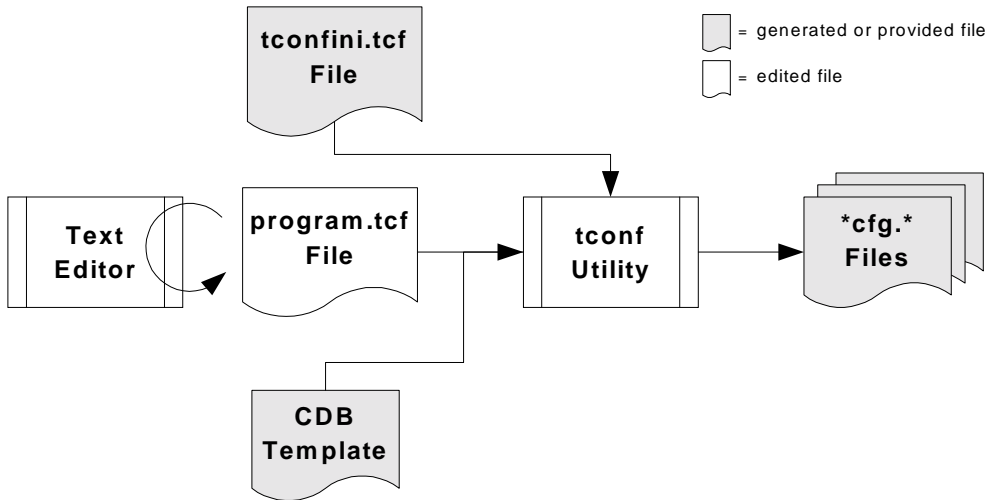 tconfini.tcf
File
= generated or provided file
= edited file
Text
Editor
program.tcf
File
tconf
Utility
*cfg.*
Files
CDB
Template